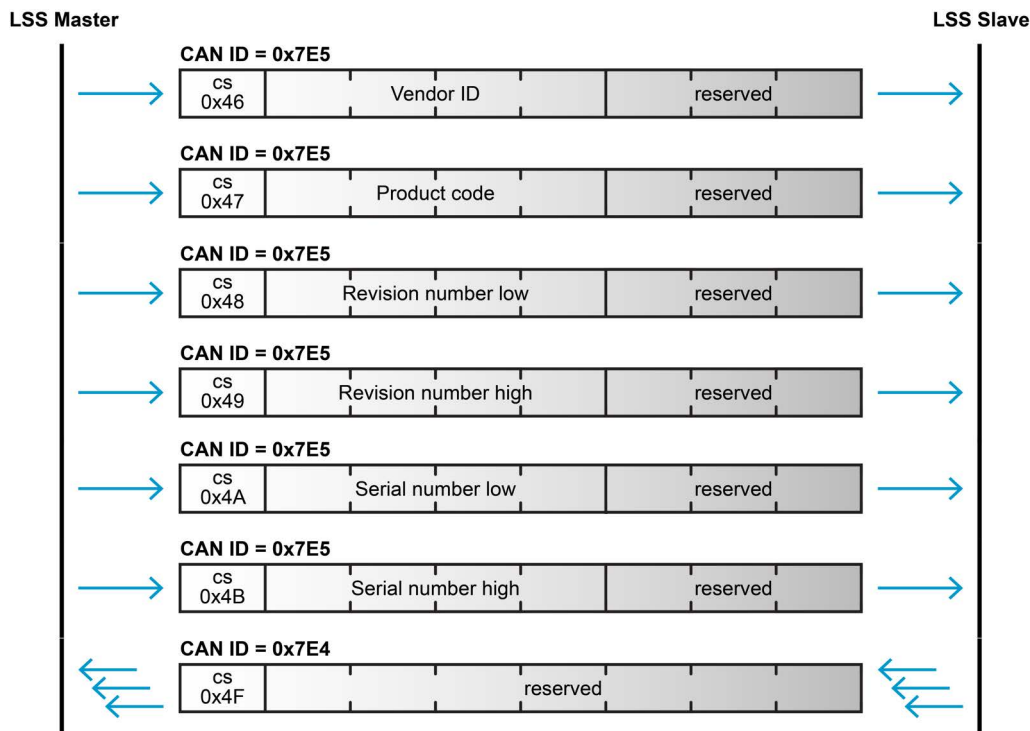 LSS Master
LSS Slave
CAN ID = 0x7E5
cs
0x46
Vendor ID
reserved
CAN ID = 0x7E5
cs
0x47
Product code
reserved
CAN ID = 0x7E5
cs
0x48
Revision number low
reserved
CAN ID = 0x7E5
cs
0x49
Revision number high
reserved
CAN ID = 0x7E5
cs
0x4A
Serial number low
reserved
CAN ID = 0x7E5
cs
0x4B
Serial number high
reserved
CAN ID = 0x7E4
cs
0x4F
reserved